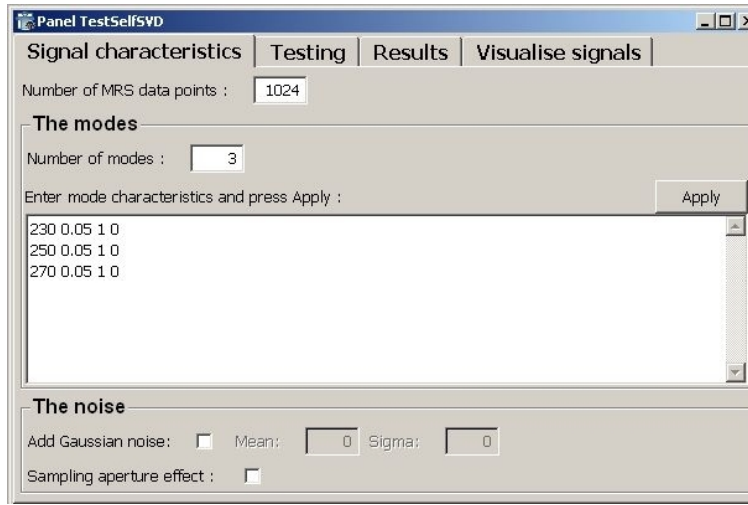 Panel TestSelfSVD
Signal characteristics Testing Results Visualise signals
Number of MRS data points : 1024
The modes
Number of modes : 3
Enter mode characteristics and press Apply : Apply
230 0.05 1 0
250 0.05 1 0
270 0.05 1 0
The noise
Add Gaussian noise: Mean: 0 Sigma: 0
Sampling aperture effect :